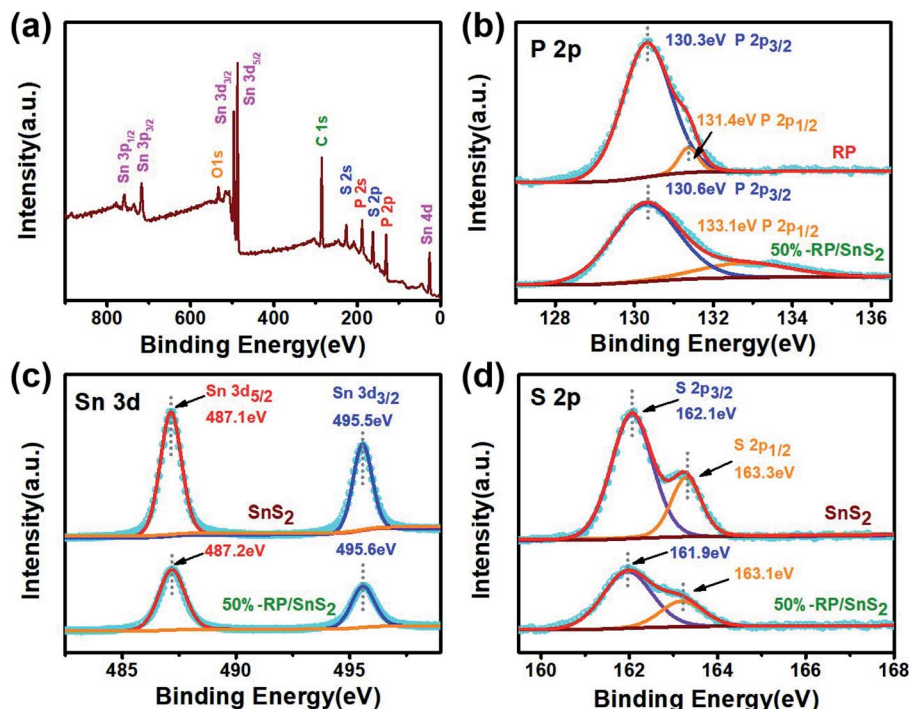 (a)
Intensity(a.u.)
Sn 3p1/2
Sn 3p3/2
O1s
Sn 3d3/2
Sn 3d5/2
C 1s
S 2s
P 2s
S 2p
P 2p
Sn 4d
800 600 400 200 0
Binding Energy(eV)
(b)
P 2p
Intensity(a.u.)
130.3eV P 2p3/2
131.4eV P 2p1/2
RP
130.6eV P 2p3/2
133.1eV P 2p1/2
50% -RP/SnS2
128 130 132 134 136
Binding Energy(eV)
(c)
Sn 3d
Intensity(a.u.)
Sn 3d5/2
487.1eV
Sn 3d3/2
495.5eV
SnS2
487.2eV
495.6eV
50% -RP/SnS2
485 490 495
Binding Energy(eV)
(d)
S 2p
Intensity(a.u.)
S 2p3/2
162.1eV
S 2p1/2
163.3eV
SnS2
161.9eV
163.1eV
50% -RP/SnS2
160 162 164 166 168
Binding Energy(eV)